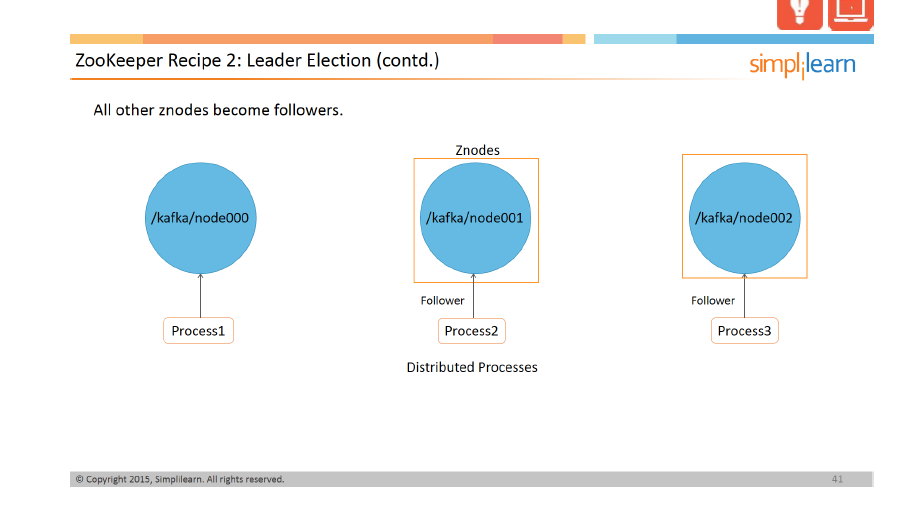 ZooKeeper Recipe 2: Leader Election (contd.)
simplilearn
All other znodes become followers.
Znodes
/kafka/node000
/kafka/node001
/kafka/node002
Follower
Follower
Process1
Process2
Process3
Distributed Processes
© Copyright 2015, Simplilearn. All rights reserved.
41